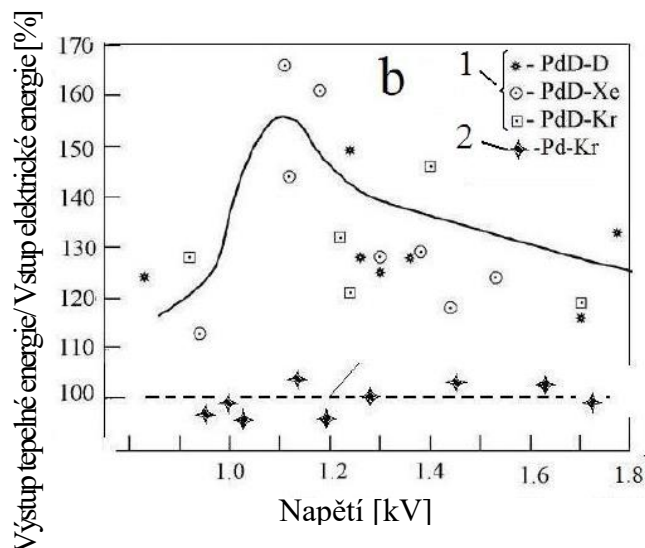 Výstup tepelné energie/Vstup elektrické energie [%]
170
160
150
140
130
120
110
100
b
1
- PdD-D
- PdD-Xe
- PdD-Kr
2
-Pd-Kr
1.0
1.2
1.4
1.6
1.8
Napětí [kV]